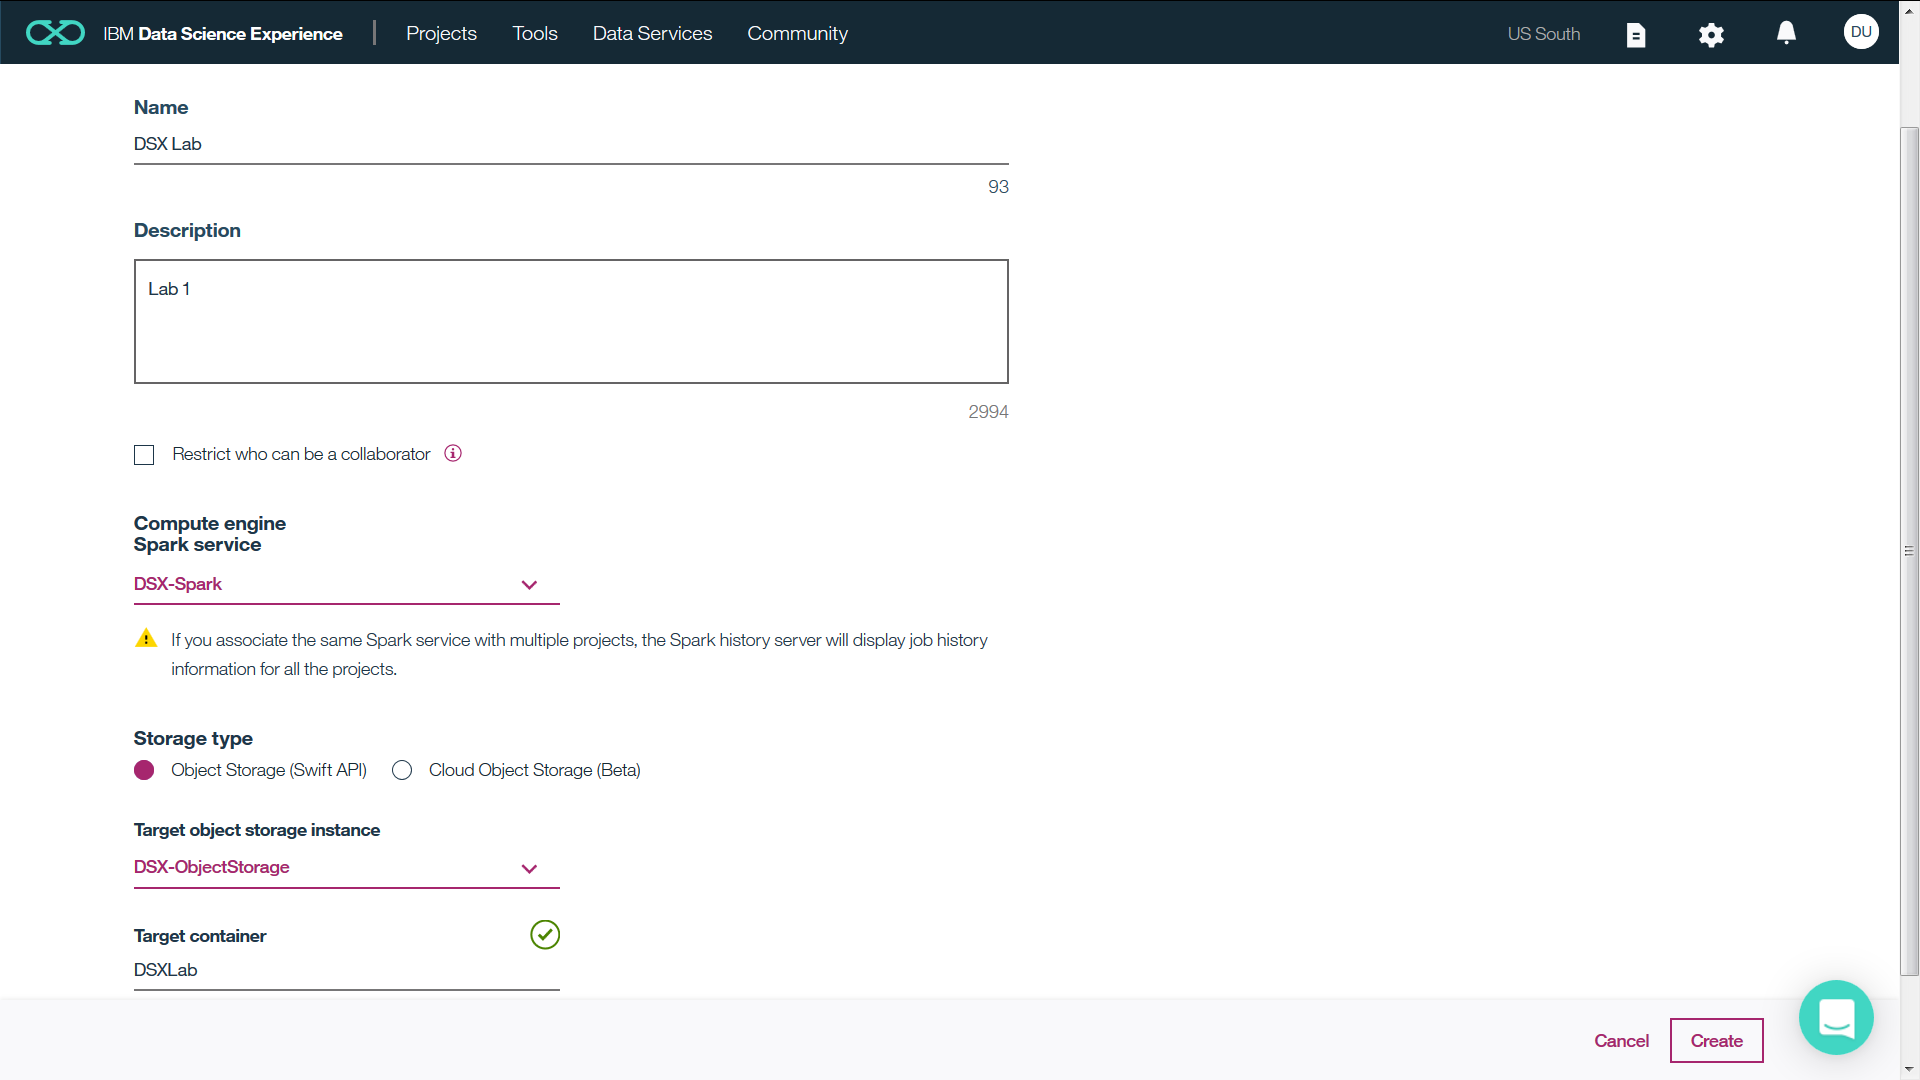 IBM Data Science Experience
Projects
Tools
Data Services
Community
US South
DU
Name
DSX Lab
93
Description
Lab 1
2994
Restrict who can be a collaborator
Compute engine
Spark service
DSX-Spark
If you associate the same Spark service with multiple projects, the Spark history server will display job history
information for all the projects.
Storage type
Object Storage (Swift API)
Cloud Object Storage (Beta)
Target object storage instance
DSX-ObjectStorage
Target container
DSXLab
Cancel
Create